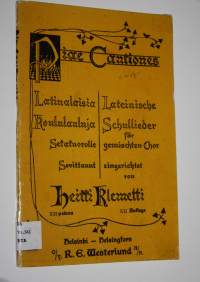 Piae Cantiones
Latinalaisia
Koululauluja
Sekakuorolle
Sovittanut
Lateinische
Schullieder
für
gemischten Chor
eingerichtet
von
Heikki Klemetti
Helsinki — Helsingfors
R. E. Westerlund